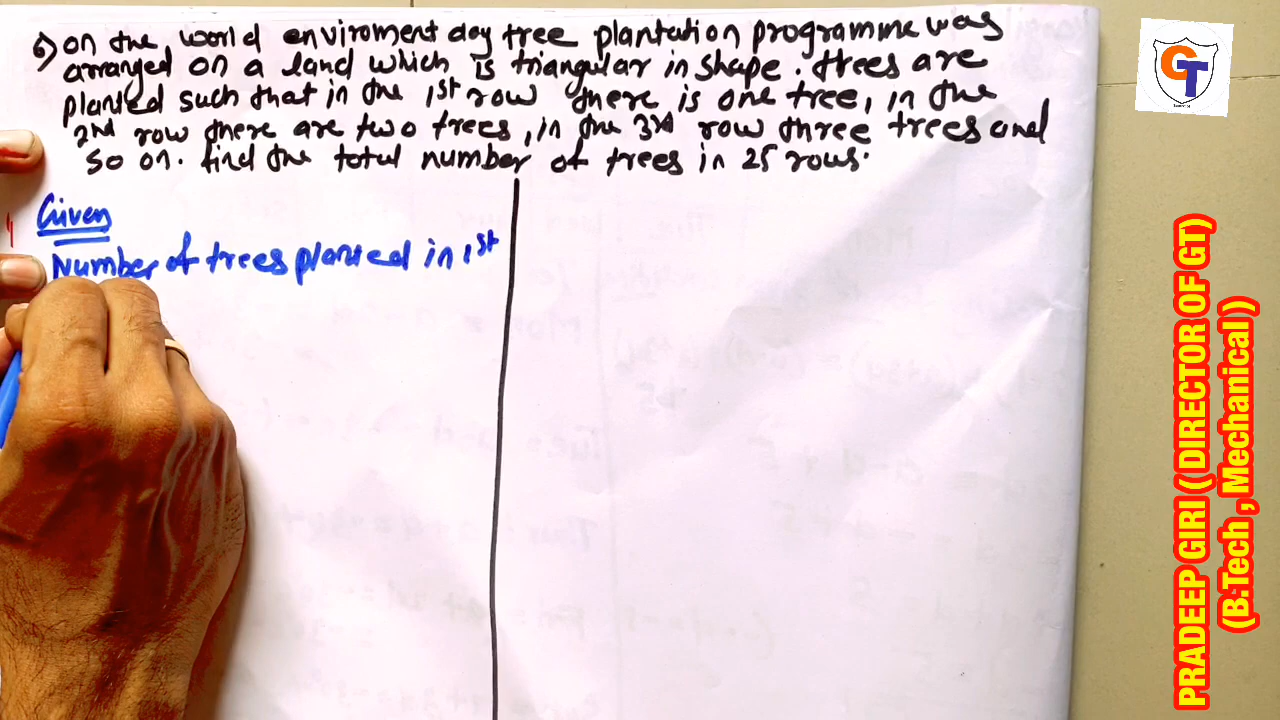 6) on the world enviroment day tree plantation programme was
arranged on a land which is triangular in shape. trees are
planted such that in the 1st row there is one tree, in the
2nd row there are two trees, in the 3rd row three trees and
so on. find the total number of trees in 25 rows.
Given
Number of trees planted in 1st
GT
PRADEEP GIRI ( DIRECTOR OF GT)
(B.Tech , Mechanical )